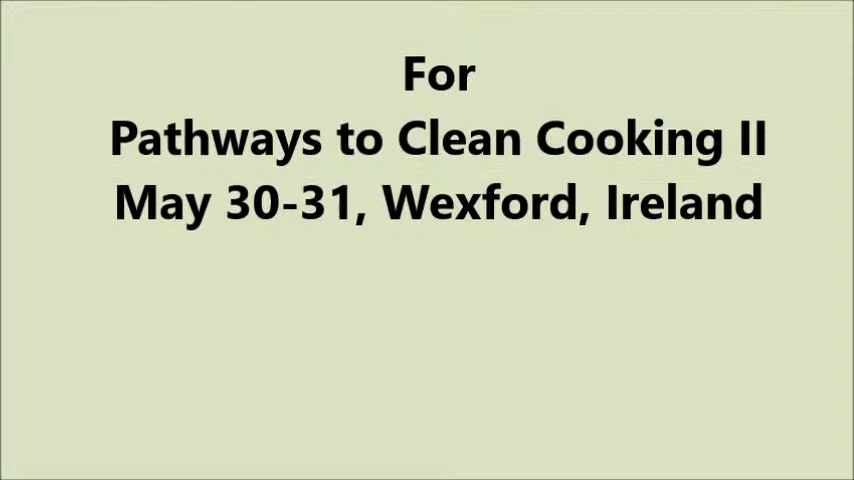 For
Pathways to Clean Cooking II
May 30-31, Wexford, Ireland